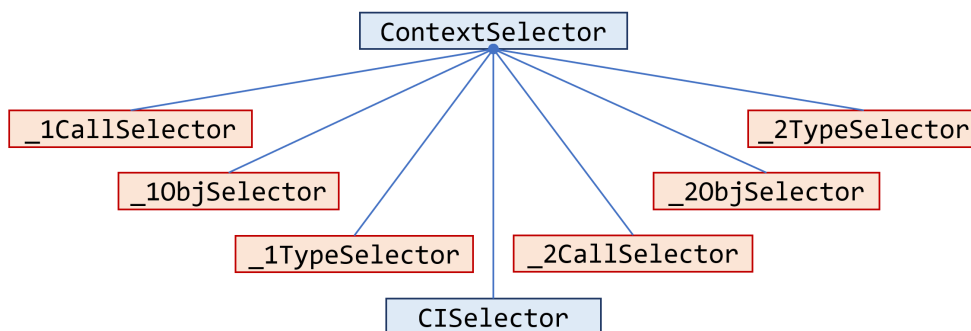 ContextSelector
_1CallSelector
_2TypeSelector
_1ObjSelector
_2ObjSelector
_1TypeSelector
_2CallSelector
CISelector